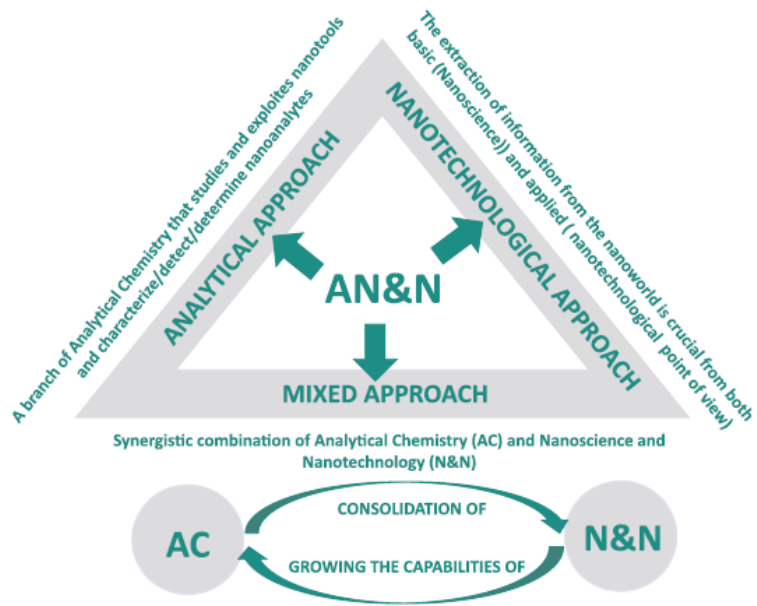 A branch of Analytical Chemistry that studies and exploites nanotools
and characterize/detect/determine nanoanalytes
The extraction of information from the nanoworld is crucial from both
basic (Nanoscience)) and applied ( nanotechnological point of view)
ANALYTICAL APPROACH
NANOTECHNOLOGICAL APPROACH
AN&N
MIXED APPROACH
Synergistic combination of Analytical Chemistry (AC) and Nanoscience and
Nanotechnology (N&N)
CONSOLIDATION OF
AC
N&N
GROWING THE CAPABILITIES OF